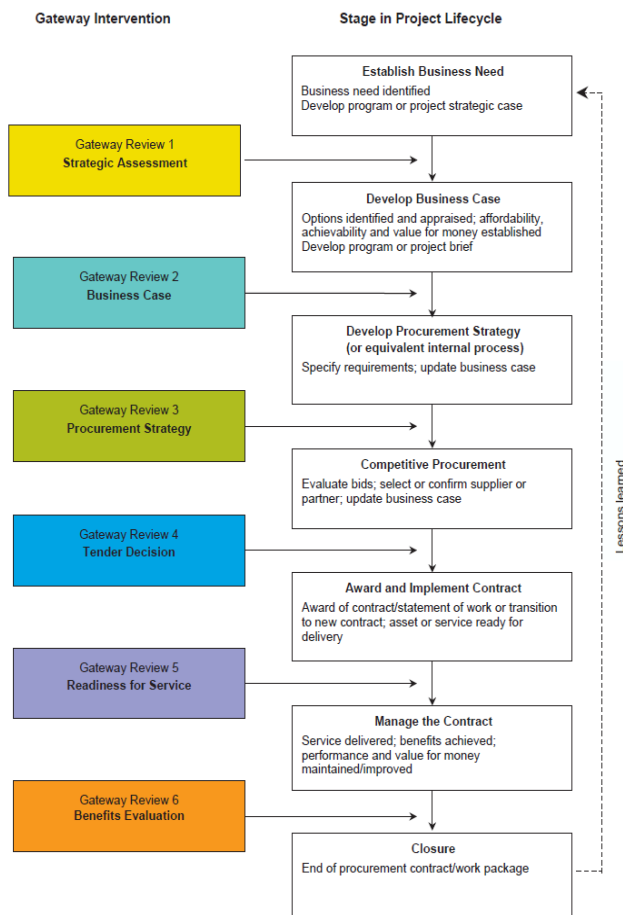 Gateway Intervention
Stage in Project Lifecycle
Establish Business Need
Business need identified
Develop program or project strategic case
Gateway Review 1
Strategic Assessment
Develop Business Case
Options identified and appraised; affordability,
achievability and value for money established
Develop program or project brief
Gateway Review 2
Business Case
Develop Procurement Strategy
(or equivalent internal process)
Specify requirements; update business case
Gateway Review 3
Procurement Strategy
Competitive Procurement
Evaluate bids; select or confirm supplier or
partner; update business case
Gateway Review 4
Tender Decision
Award and Implement Contract
Award of contract/statement of work or transition
to new contract; asset or service ready for
delivery
Gateway Review 5
Readiness for Service
Manage the Contract
Service delivered; benefits achieved;
performance and value for money
maintained/improved
Gateway Review 6
Benefits Evaluation
Closure
End of procurement contract/work package
Lessons learned